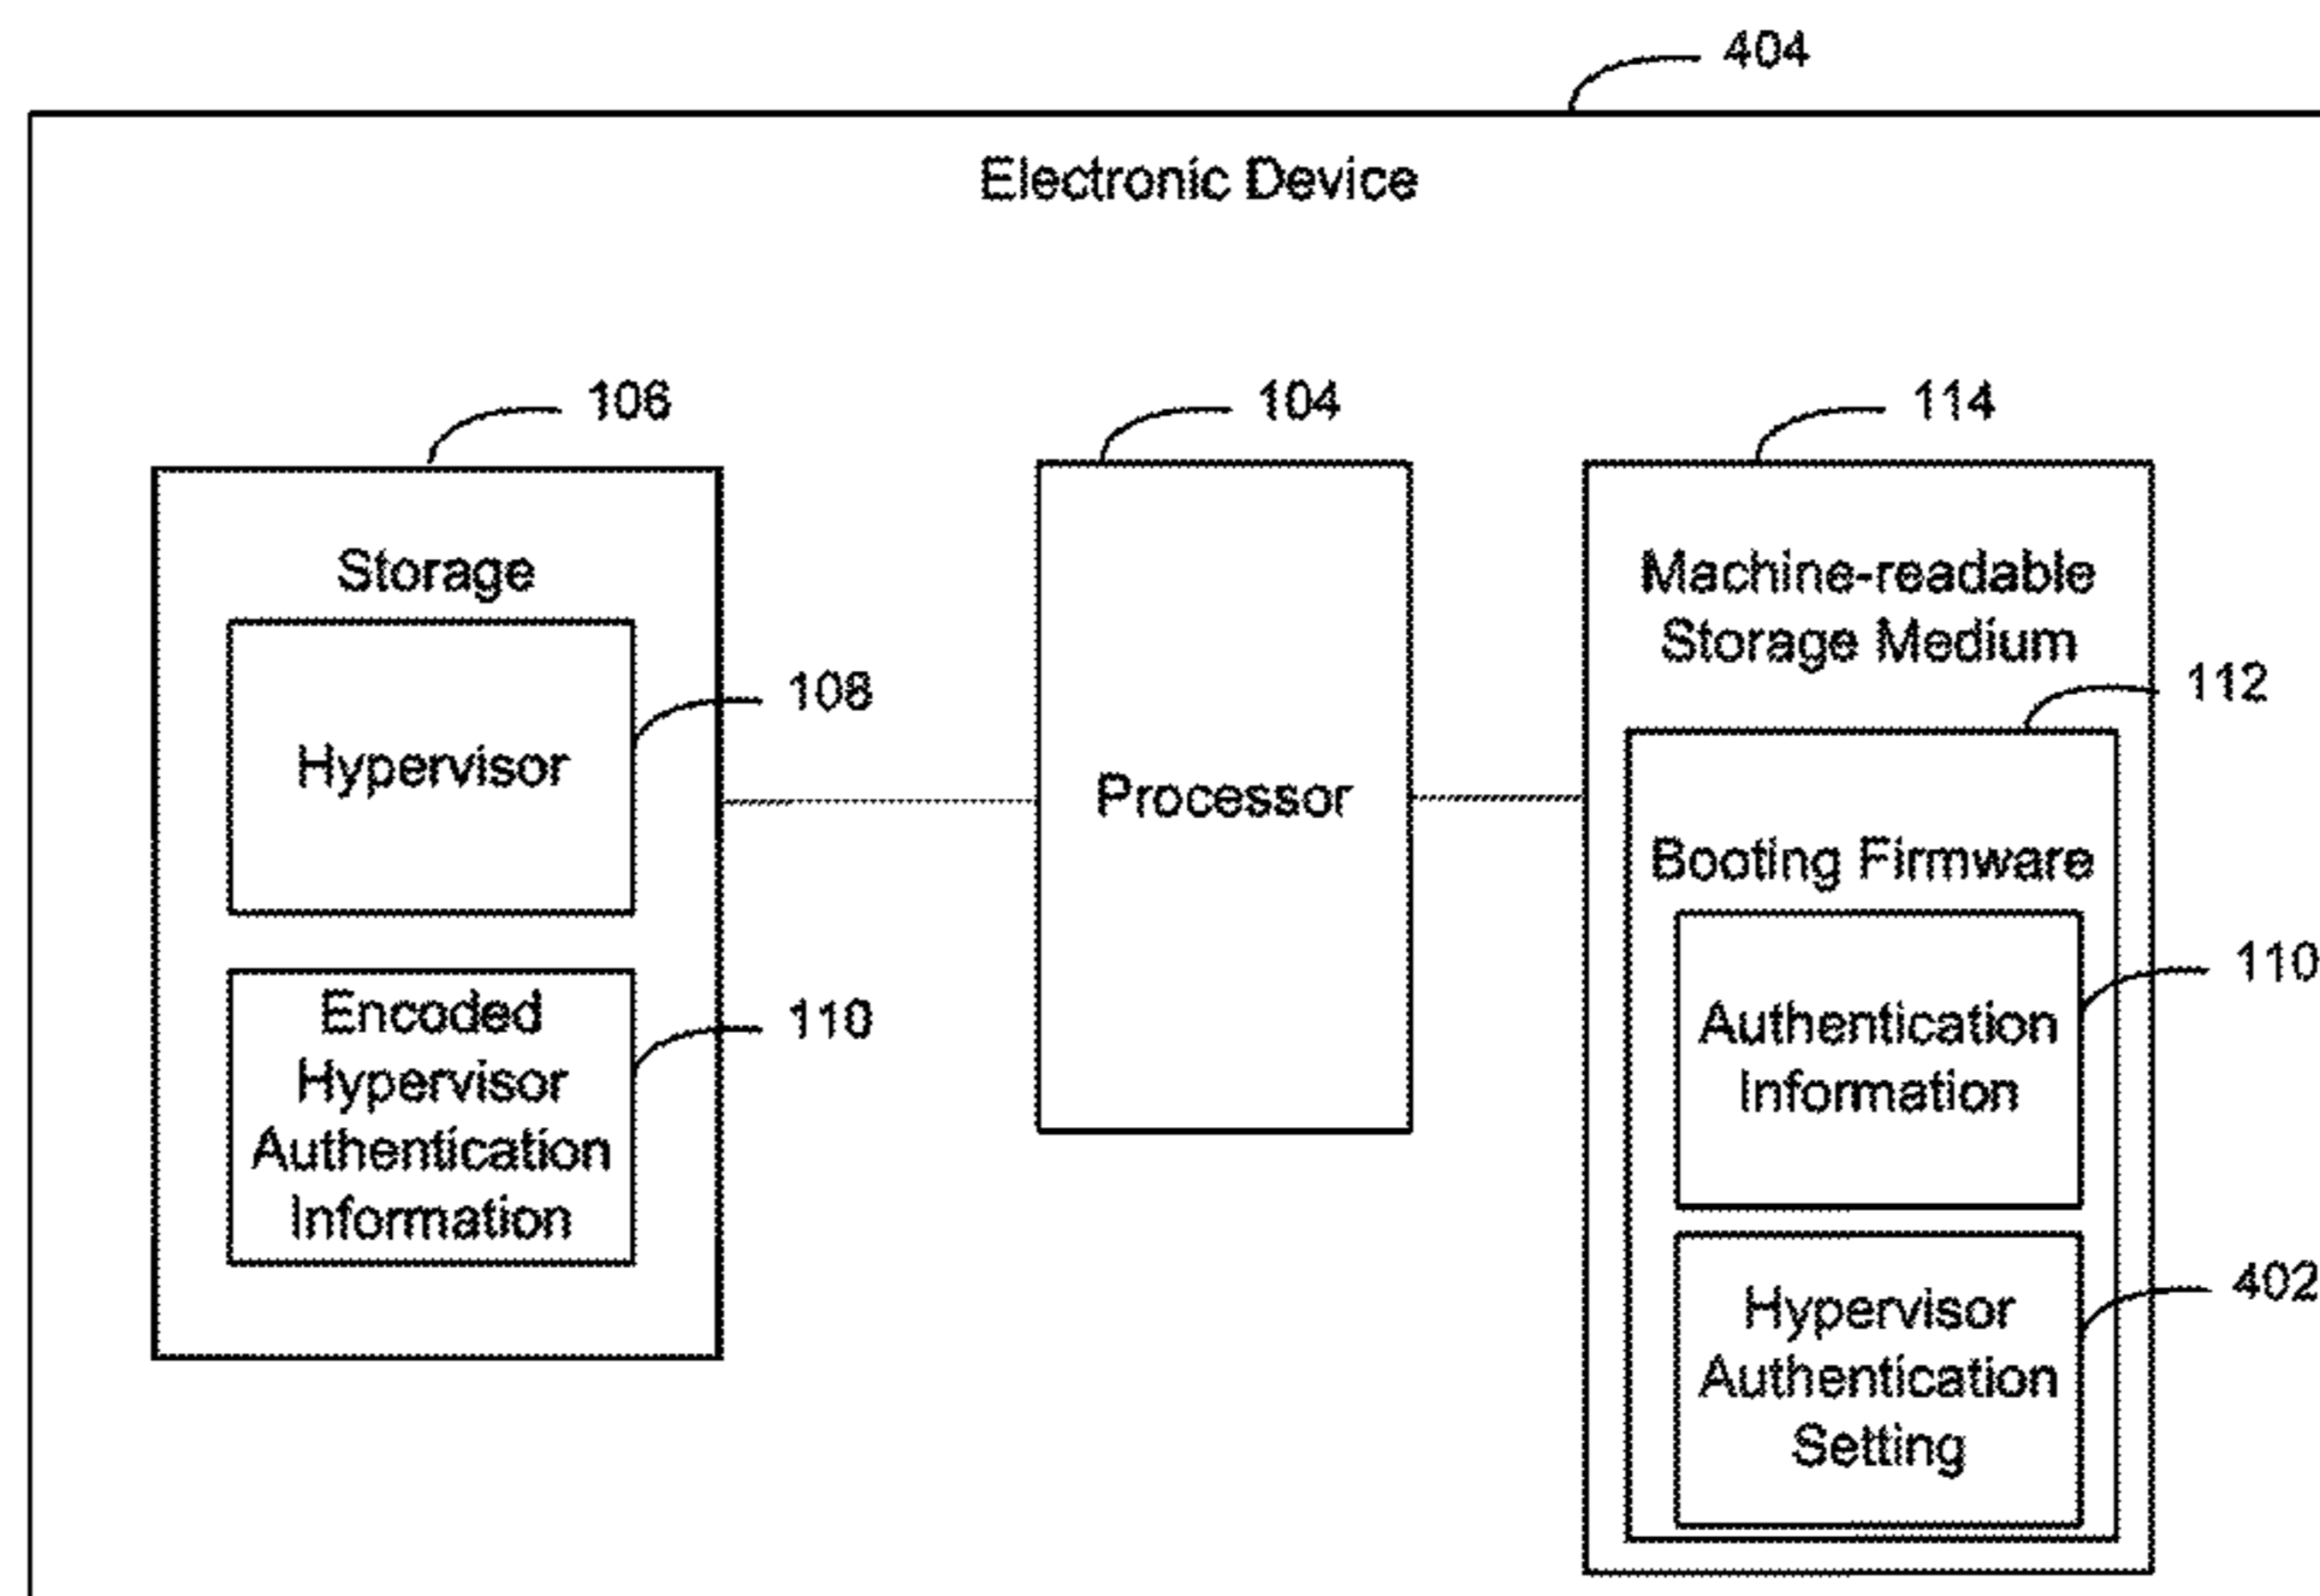 404
Electronic Device
106
104
114
Storage
Machine-readable
Storage Medium
108
112
Hypervisor
Processor
Booting Firmware
110
Encoded
Hypervisor
Authentication
Information
110
Authentication
Information
402
Hypervisor
Authentication
Setting